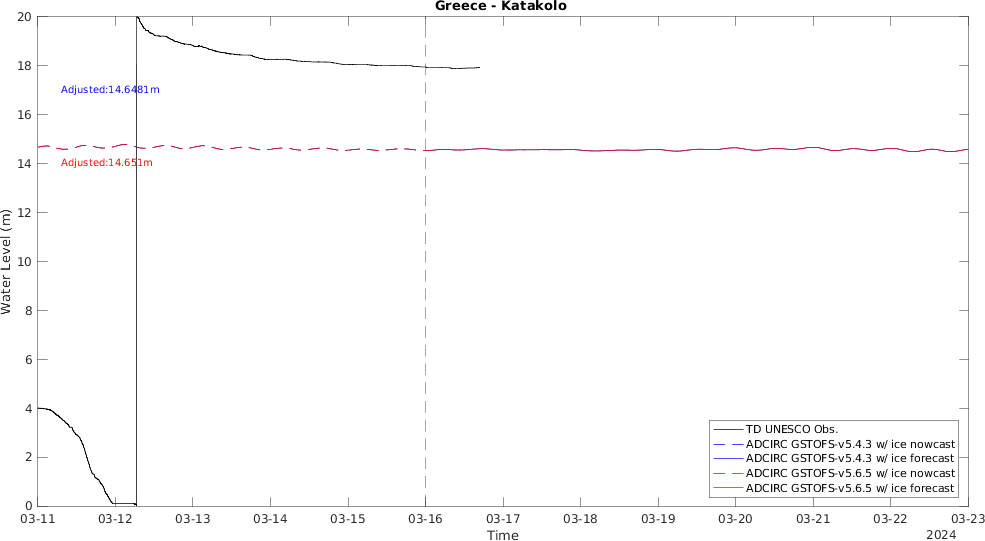 Greece - Katakolo
20
18
16
14
12
10
8
6
4
2
0
Water Level (m)
Adjusted:14.6481m
Adjusted:14.651m
TD UNESCO Obs.
ADCIRC GSTOFS-v5.4.3 w/ ice nowcast
ADCIRC GSTOFS-v5.4.3 w/ ice forecast
ADCIRC GSTOFS-v5.6.5 w/ ice nowcast
ADCIRC GSTOFS-v5.6.5 w/ ice forecast
03-11 03-12 03-13 03-14 03-15 03-16 03-17 03-18 03-19 03-20 03-21 03-22 03-23
Time
2024